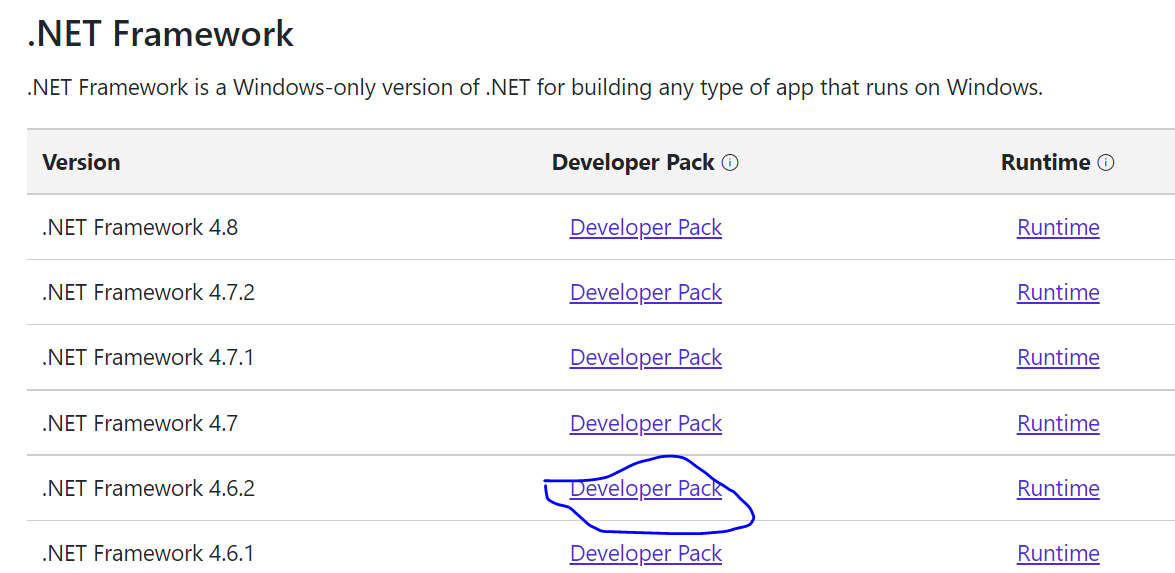 .NET Framework
.NET Framework is a Windows-only version of .NET for building any type of app that runs on Windows.
Version Developer Pack Runtime
.NET Framework 4.8 Developer Pack Runtime
.NET Framework 4.7.2 Developer Pack Runtime
.NET Framework 4.7.1 Developer Pack Runtime
.NET Framework 4.7 Developer Pack Runtime
.NET Framework 4.6.2 Developer Pack Runtime
.NET Framework 4.6.1 Developer Pack Runtime